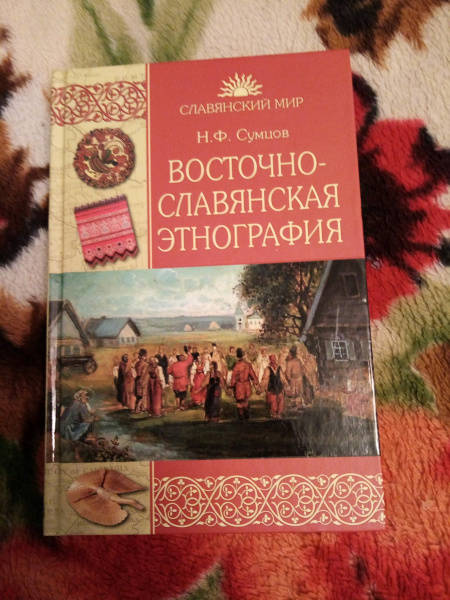 СЛАВЯНСКИЙ МИР
Н.Ф. Сумцов
ВОСТОЧНО-
СЛАВЯНСКАЯ
ЭТНОГРАФИЯ